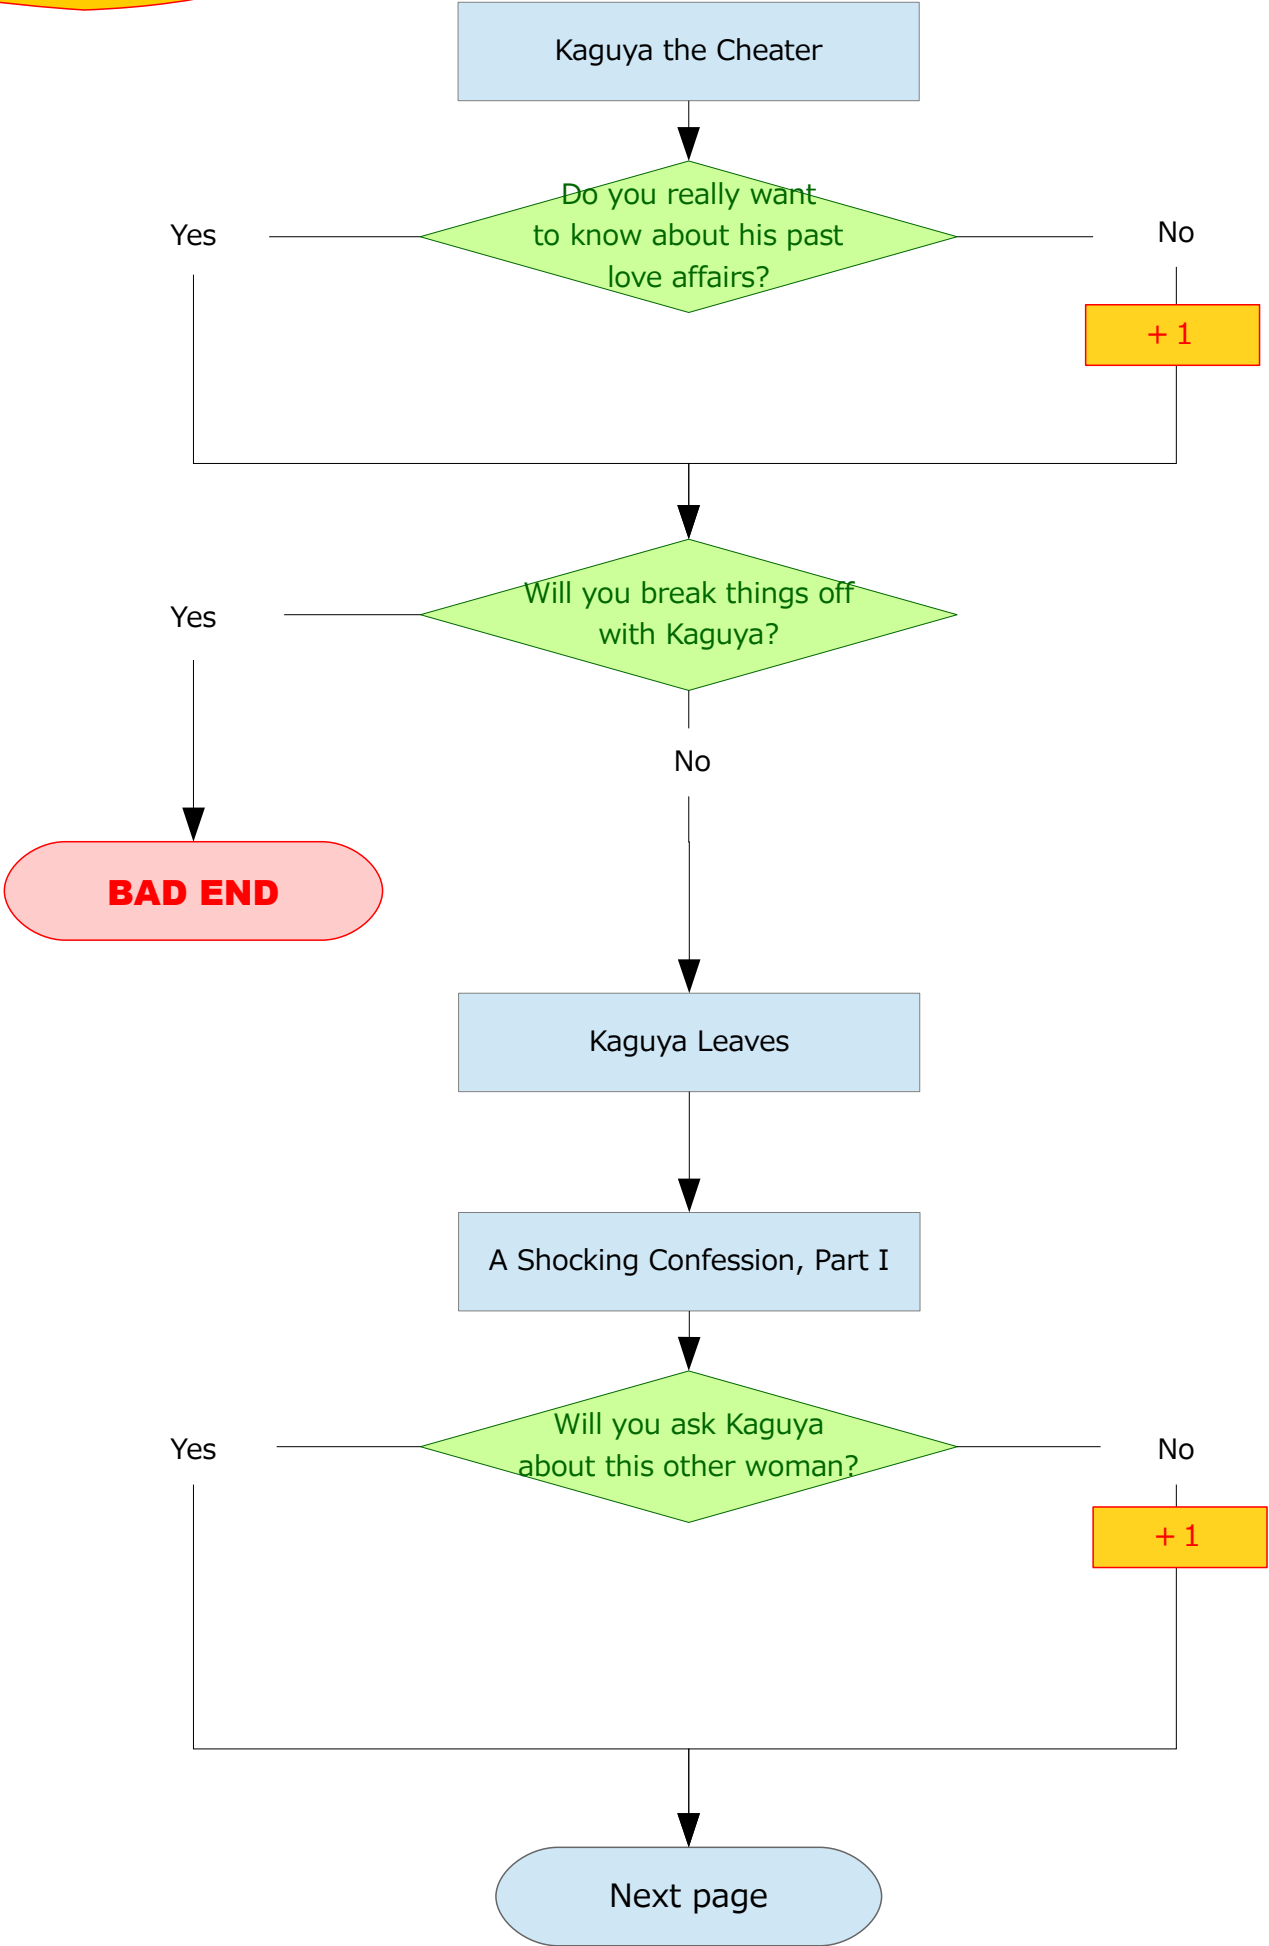 Kaguya the Cheater
Do you really want
to know about his past
love affairs?
Yes
No
+ 1
Will you break things off
with Kaguya?
Yes
No
BAD END
Kaguya Leaves
A Shocking Confession, Part I
Will you ask Kaguya
about this other woman?
Yes
No
+ 1
Next page